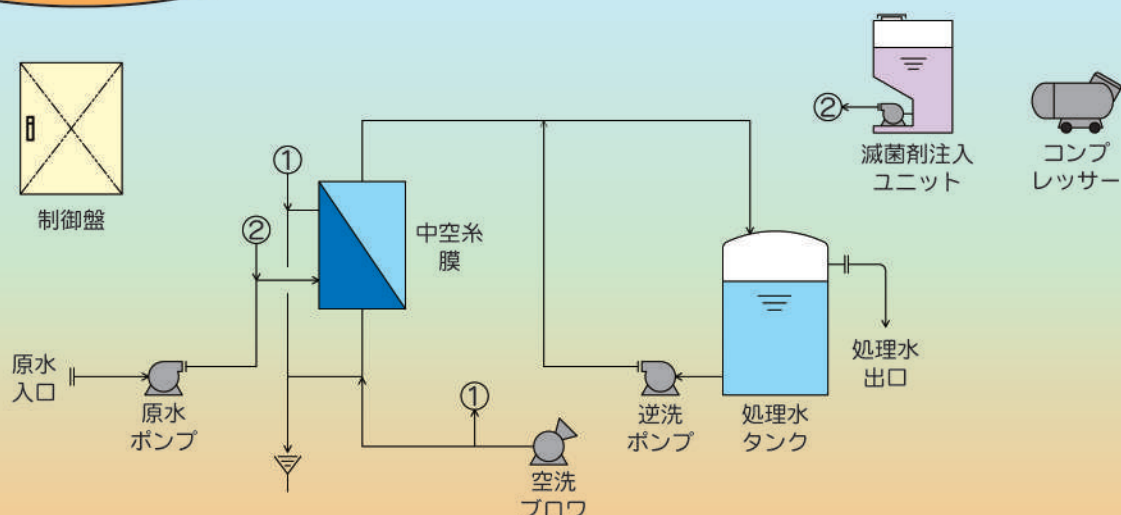 制御盤
①
②
原水
入口
原水
ポンプ
中空糸
膜
①
空洗
ブロワ
逆洗
ポンプ
処理水
タンク
処理水
出口
②
滅菌剤注入
ユニット
コンプ
レッサー